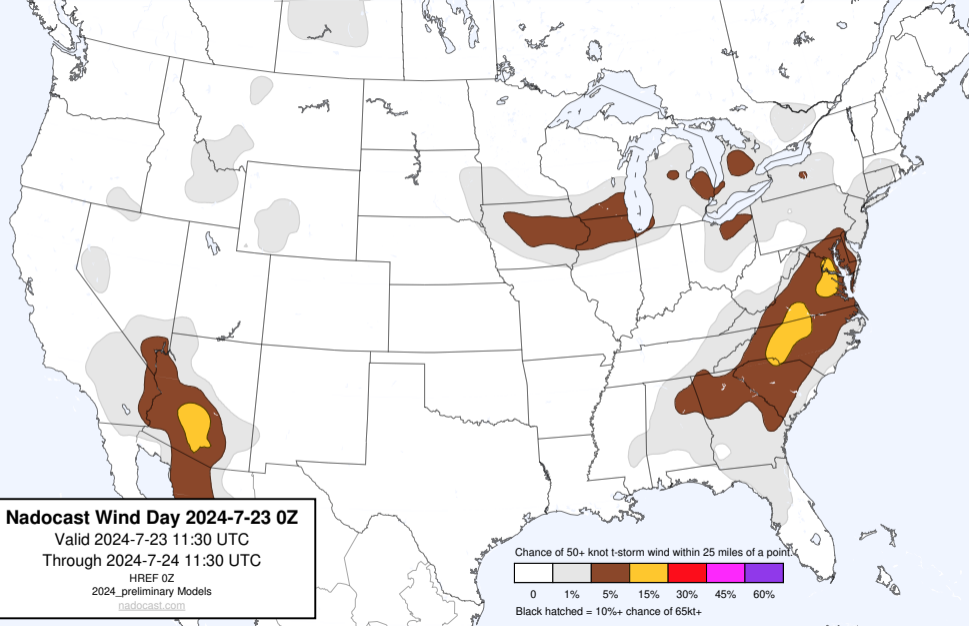 Nadocast Wind Day 2024-7-23 0Z
Valid 2024-7-23 11:30 UTC
Through 2024-7-24 11:30 UTC
HREF 0Z
2024_preliminary Models
nadocast.com
Chance of 50+ knot t-storm wind within 25 miles of a point.
0 1% 5% 15% 30% 45% 60%
Black hatched = 10%+ chance of 65kt+